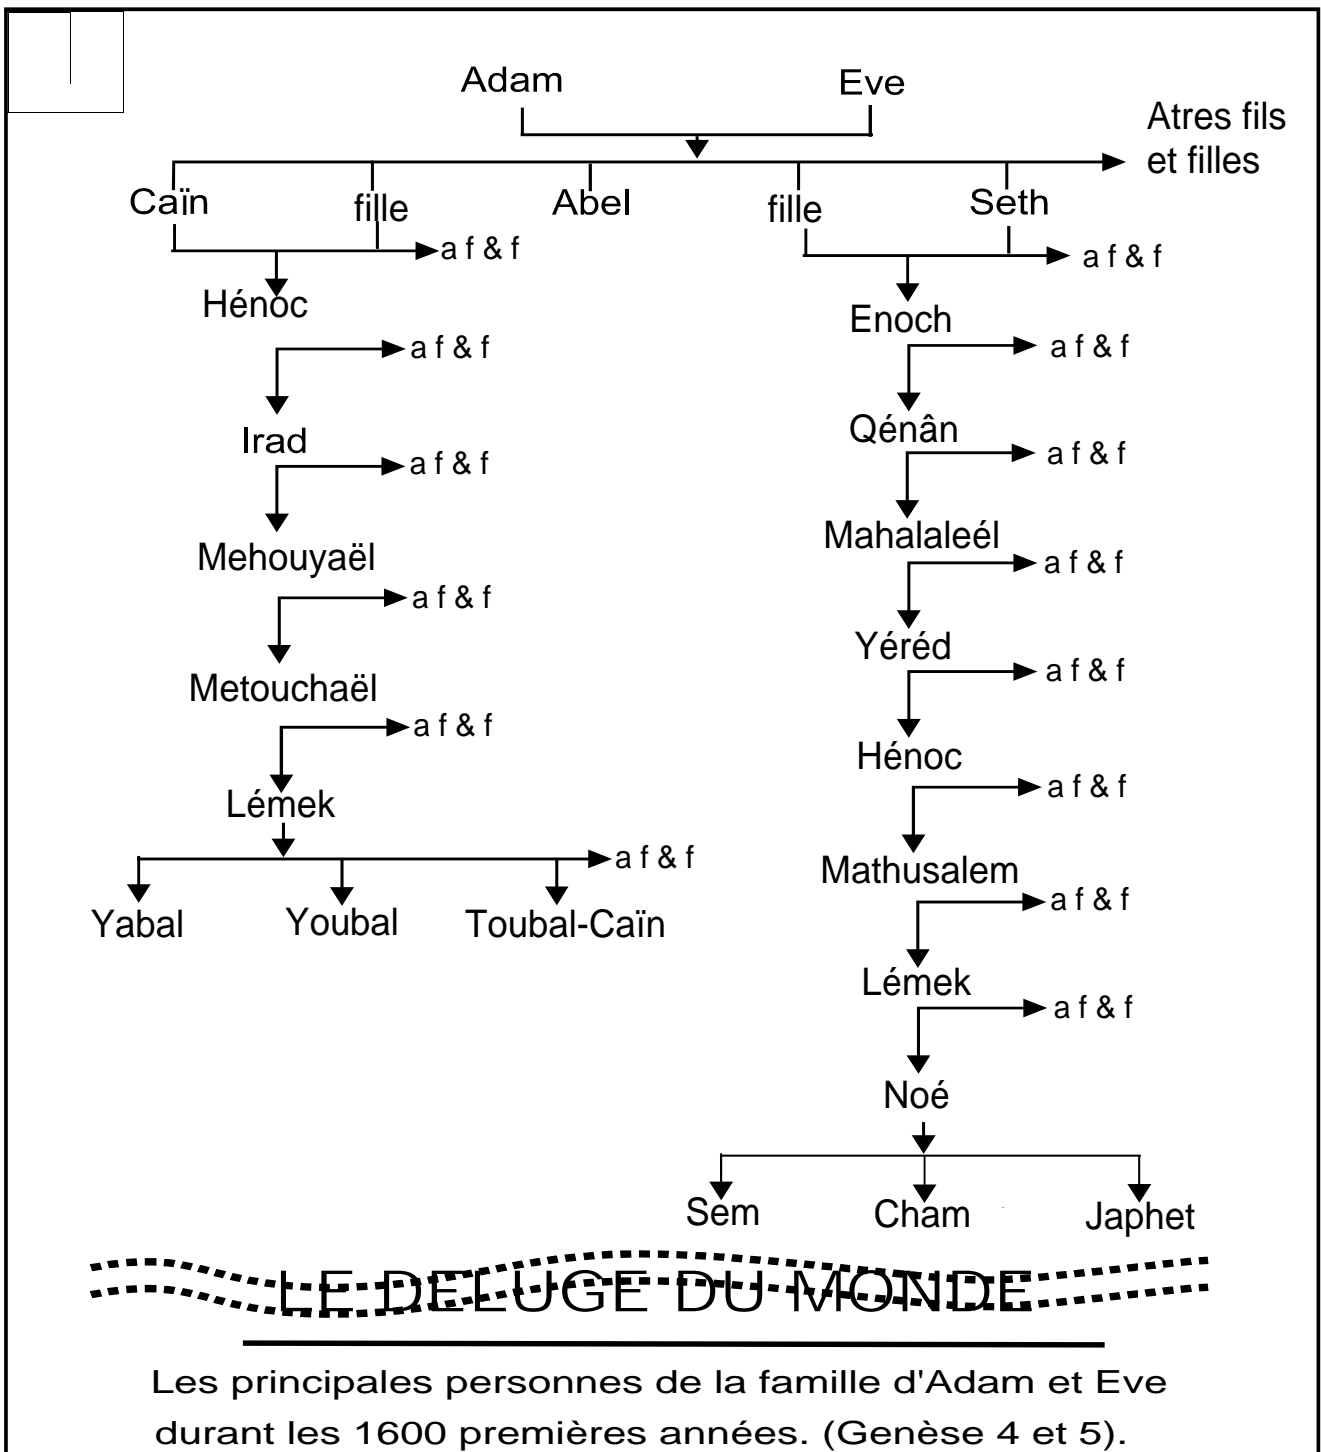 Adam Eve
Atres fils
et filles
Caïn fille Abel fille Seth
a f & f a f & f
Hénoc Enoch
a f & f a f & f
Irad Qénân
a f & f a f & f
Mehouyaël Mahalaleél
a f & f a f & f
Metouchaël Yéréd
a f & f a f & f
Lémek Hénoc
a f & f a f & f
Yabal Youbal Toubal-Caïn Mathusalem
a f & f
Lémek
a f & f
Noé
Sem Cham Japhet
LE DELUGE DU MONDE
Les principales personnes de la famille d'Adam et Eve
durant les 1600 premières années. (Genèse 4 et 5).